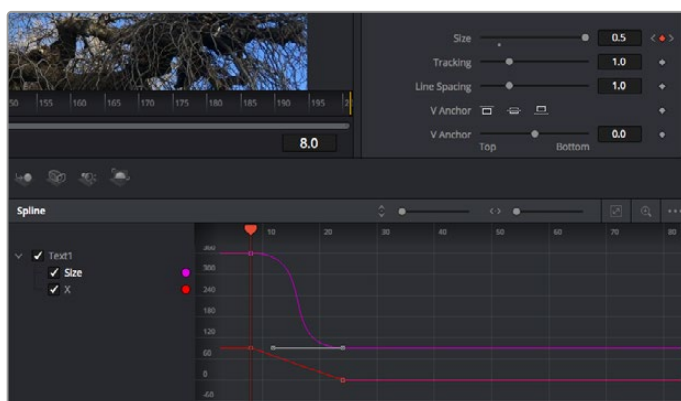 Size 0.5
Tracking 1.0
Line Spacing 1.0
V Anchor
V Anchor 0.0
Top Bottom
50 155 160 165 170 175 180 185 190 195
8.0
Spline
10 20 30 40 50 60 70 80
Text1
Size
X
360
300
240
180
120
60
0
-60